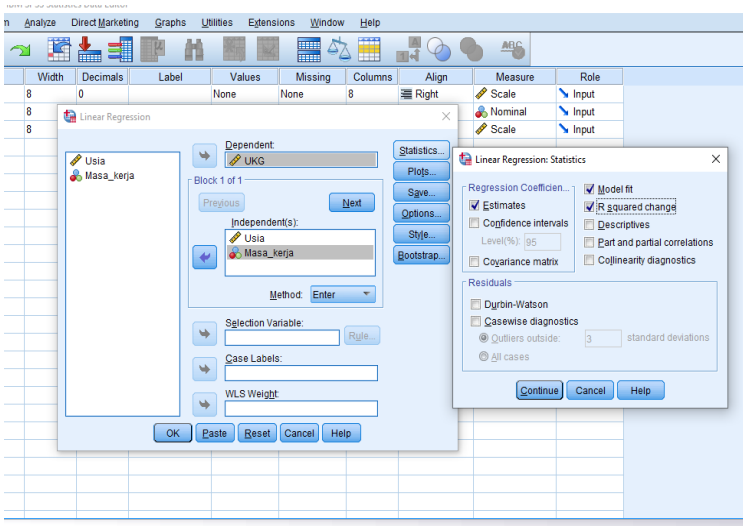 Analyze Direct Marketing Graphs Utilities Extensions Window Help
Width Decimals Label Values Missing Columns Align Measure Role
8 0 None None 8 Right Scale Input
8 Nominal Input
8 Scale Input
Linear Regression
Usia
Masa_kerja
Dependent:
UKG
Block 1 of 1
Previous Next
Independent(s):
Usia
Masa_kerja
Method: Enter
Selection Variable:
Rule...
Case Labels:
WLS Weight:
OK Paste Reset Cancel Help
Statistics...
Plots...
Save...
Options...
Style...
Bootstrap...
Linear Regression: Statistics
Regression Coefficien...
Estimates
Confidence intervals
Level(%): 95
Covariance matrix
Model fit
R squared change
Descriptives
Part and partial correlations
Collinearity diagnostics
Residuals
Durbin-Watson
Casewise diagnostics
Outliers outside: 3 standard deviations
All cases
Continue Cancel Help